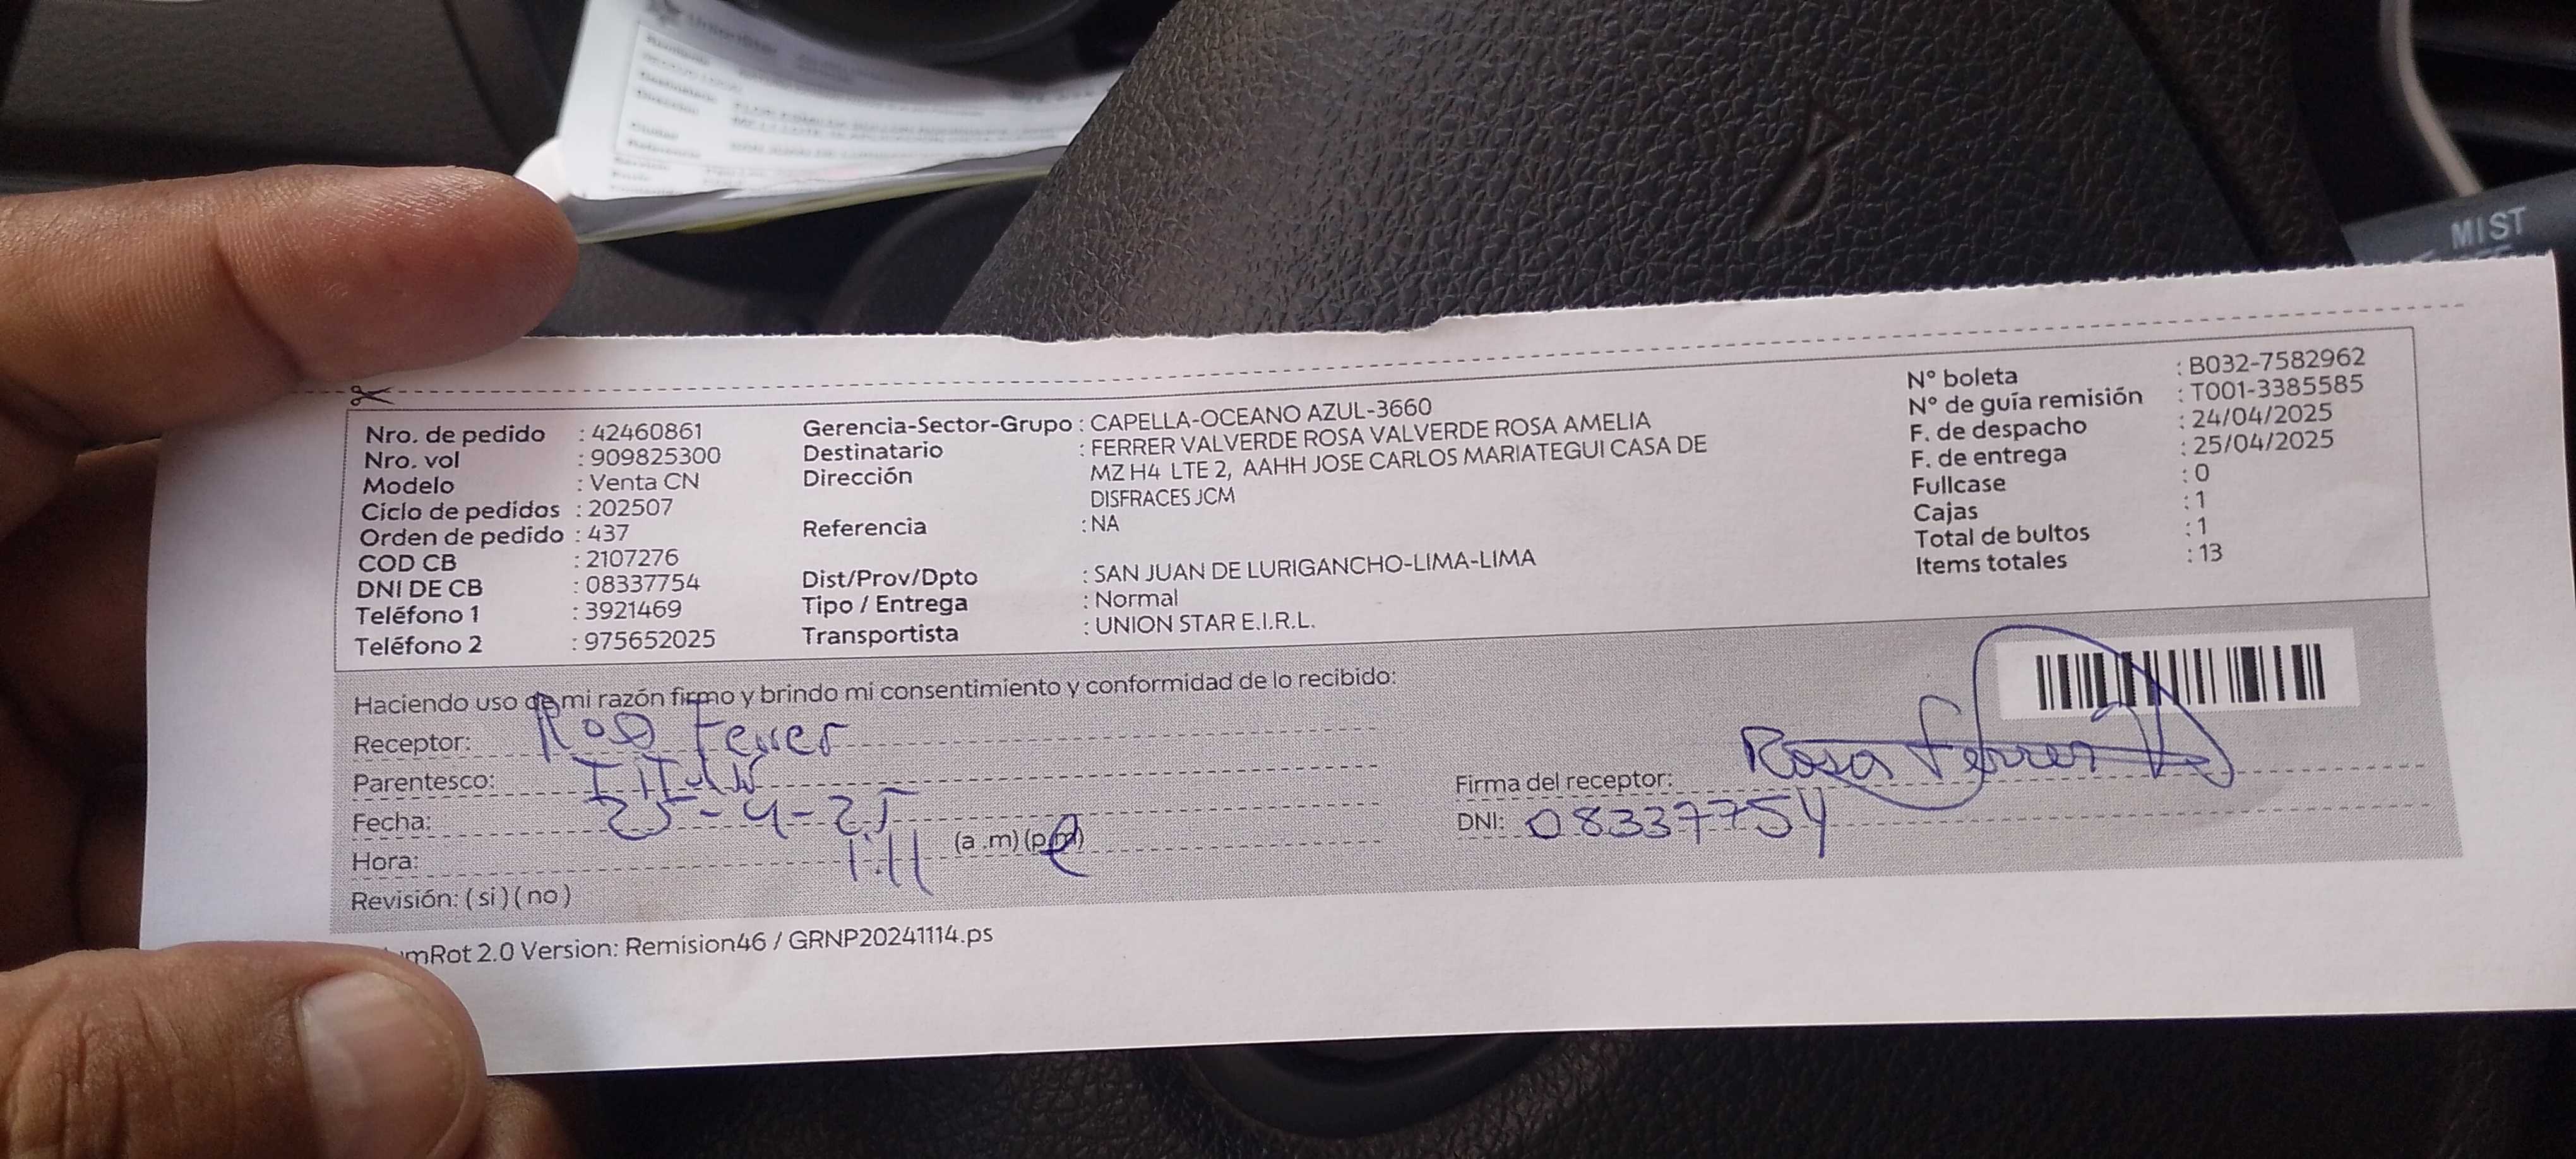 UnionStar
MIST
Nro. de pedido : 42460861
Nro. vol : 909825300
Modelo : Venta CN
Ciclo de pedidos : 202507
Orden de pedido : 437
COD CB : 2107276
DNI DE CB : 08337754
Teléfono 1 : 3921469
Teléfono 2 : 975652025
Gerencia-Sector-Grupo : CAPELLA-OCEANO AZUL-3660
Destinatario : FERRER VALVERDE ROSA VALVERDE ROSA AMELIA
Dirección MZ H4 LTE 2, AAHH JOSE CARLOS MARIATEGUI CASA DE
DISFRACES JCM
Referencia : NA
Dist/Prov/Dpto : SAN JUAN DE LURIGANCHO-LIMA-LIMA
Tipo / Entrega : Normal
Transportista : UNION STAR E.I.R.L.
N° boleta : B032-7582962
N° de guía remisión : T001-3385585
F. de despacho : 24/04/2025
F. de entrega : 25/04/2025
Fullcase : 0
Cajas : 1
Total de bultos : 1
Items totales : 13
Haciendo uso de mi razón firmo y brindo mi consentimiento y conformidad de lo recibido:
Receptor: Rosa Ferrer
Parentesco: Titular
Fecha: 25-4-25
Hora: 1:11 (a .m) (p.m)
Revisión: ( si ) ( no )
Firma del receptor: Rosa Ferrer V
DNI: 08337754
mRot 2.0 Version: Remision46 / GRNP20241114.ps